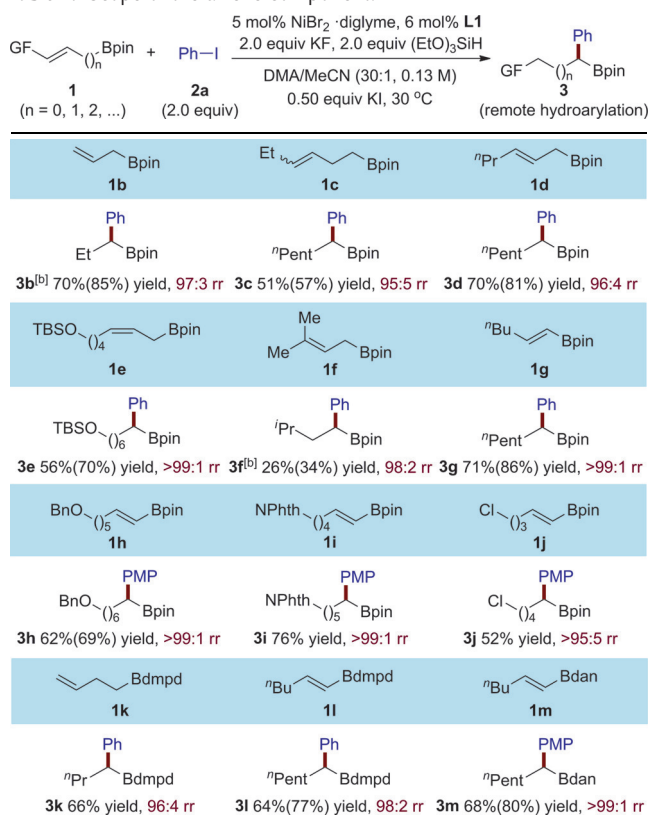 5 mol% NiBr2 ·diglyme, 6 mol% L1
2.0 equiv KF, 2.0 equiv (EtO)3SiH
DMA/MeCN (30:1, 0.13 M)
0.50 equiv KI, 30 oC
GF ( )n Bpin + Ph-I
Ph
GF ( )n Bpin
1 2a 3
(n = 0, 1, 2, ...) (2.0 equiv) (remote hydroarylation)
Bpin Et Bpin nPr Bpin
1b 1c 1d
Ph Ph Ph
Et Bpin nPent Bpin nPent Bpin
3b[b] 70%(85%) yield, 97:3 rr 3c 51%(57%) yield, 95:5 rr 3d 70%(81%) yield, 96:4 rr
TBSO ( )4 Bpin Me Me Bpin nBu Bpin
1e 1f 1g
Ph Ph Ph
TBSO ( )6 Bpin iPr Bpin nPent Bpin
3e 56%(70%) yield, >99:1 rr 3f[b] 26%(34%) yield, 98:2 rr 3g 71%(86%) yield, >99:1 rr
BnO ( )5 Bpin NPhth ( )4 Bpin Cl ( )3 Bpin
1h 1i 1j
PMP PMP PMP
BnO ( )6 Bpin NPhth ( )5 Bpin Cl ( )4 Bpin
3h 62%(69%) yield, >99:1 rr 3i 76% yield, >99:1 rr 3j 52% yield, >95:5 rr
Bdmpd nBu Bdmpd nBu Bdan
1k 1l 1m
Ph Ph PMP
nPr Bdmpd nPent Bdmpd nPent Bdan
3k 66% yield, 96:4 rr 3l 64%(77%) yield, 98:2 rr 3m 68%(80%) yield, >99:1 rr